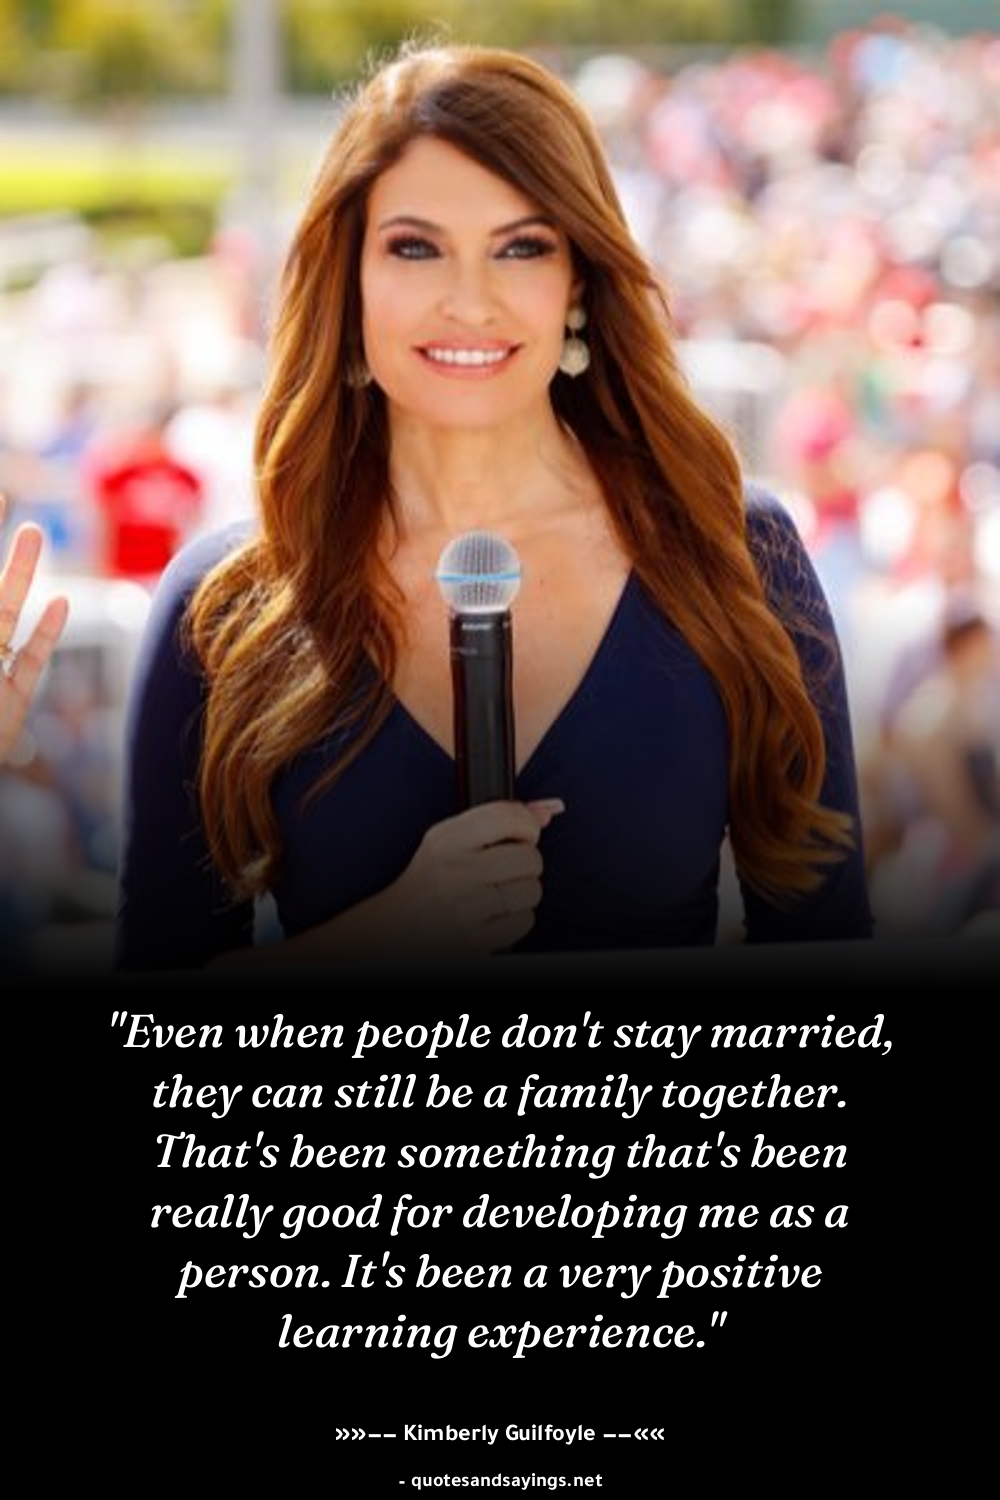 "Even when people don't stay married,
they can still be a family together.
That's been something that's been
really good for developing me as a
person. It's been a very positive
learning experience."
»»–– Kimberly Guilfoyle ––««
- quotesandsayings.net